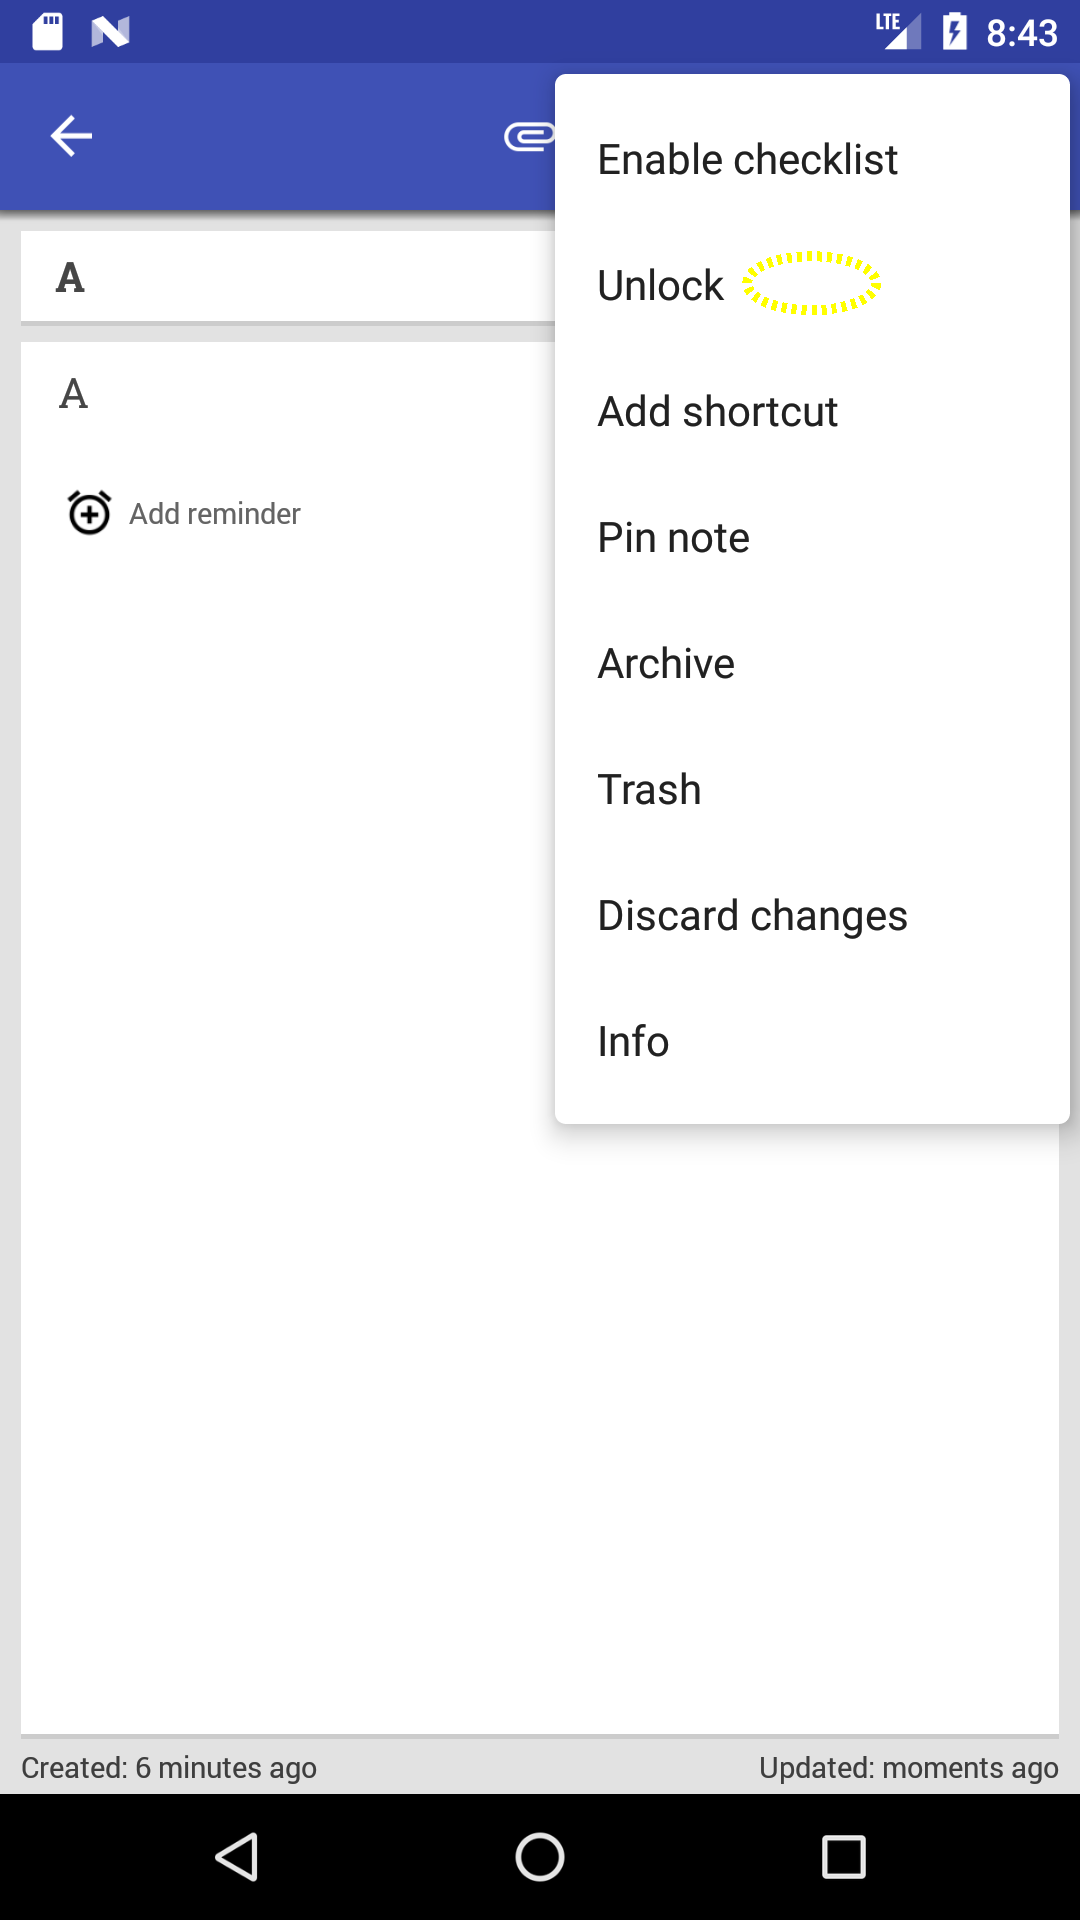 LTE 8:43
Enable checklist
A
Unlock
A
Add shortcut
Add reminder
Pin note
Archive
Trash
Discard changes
Info
Created: 6 minutes ago
Updated: moments ago